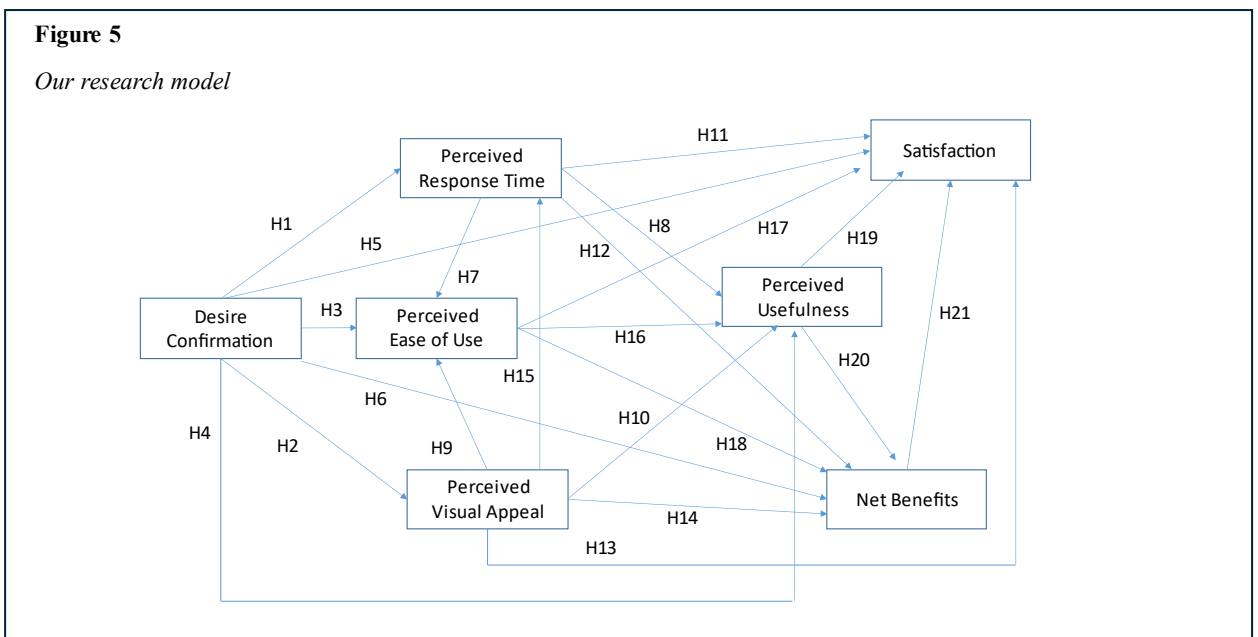 Figure 5
Our research model
H11
Satisfaction
Perceived
Response Time
H1
H5
H8
H17
H12
H19
H7
Perceived
Usefulness
Desire
Confirmation
H3
Perceived
Ease of Use
H16
H21
H15
H20
H6
H4
H2
H9
H10
H18
Perceived
Visual Appeal
H14
Net Benefits
H13